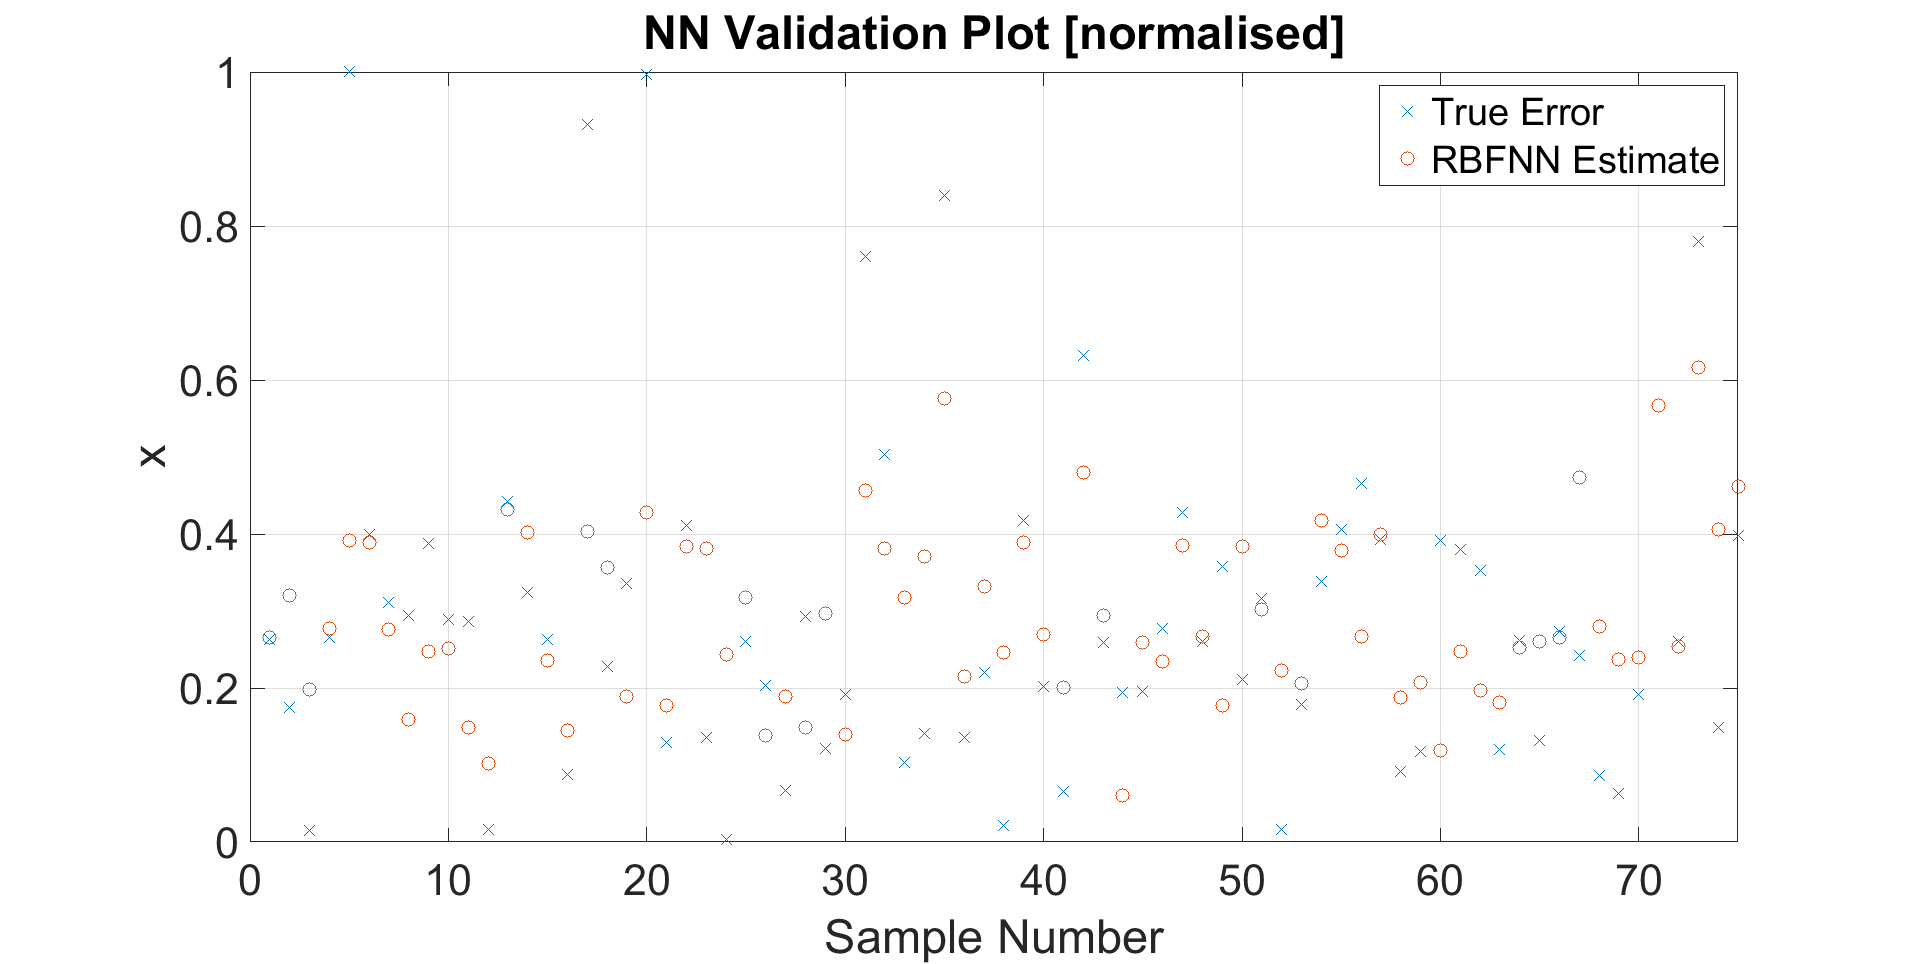 NN Validation Plot [normalised]
True Error
RBFNN Estimate
1
0.8
0.6
0.4
0.2
0
x
0 10 20 30 40 50 60 70
Sample Number